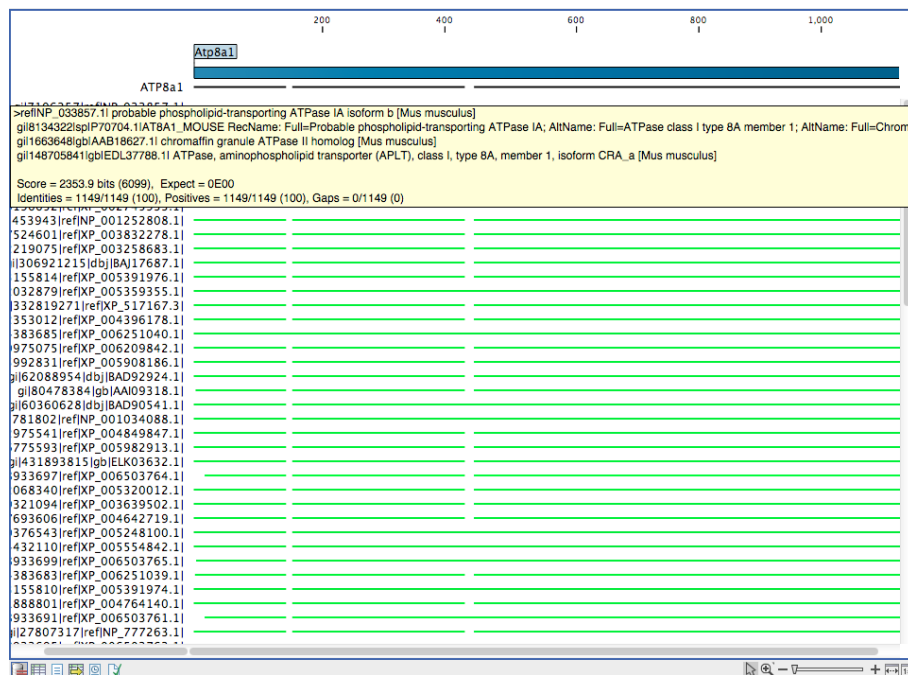 200 400 600 800 1,000
Atp8a1
ATP8a1
>ref|NP_033857.1| probable phospholipid-transporting ATPase IA isoform b [Mus musculus]
gi|8134322|sp|P70704.1|AT8A1_MOUSE RecName: Full=Probable phospholipid-transporting ATPase IA; AltName: Full=ATPase class I type 8A member 1; AltName: Full=Chrom
gi|1663648|gb|AAB18627.1| chromaffin granule ATPase II homolog [Mus musculus]
gi|148705841|gb|EDL37788.1| ATPase, aminophospholipid transporter (APLT), class I, type 8A, member 1, isoform CRA_a [Mus musculus]
Score = 2353.9 bits (6099), Expect = 0E00
Identities = 1149/1149 (100), Positives = 1149/1149 (100), Gaps = 0/1149 (0)
453943|ref|NP_001252808.1|
7524601|ref|XP_003832278.1|
219075|ref|XP_003258683.1|
gi|306921215|dbj|BAJ17687.1|
155814|ref|XP_005391976.1|
032879|ref|XP_005359355.1|
|332819271|ref|XP_517167.3|
353012|ref|XP_004396178.1|
383685|ref|XP_006251040.1|
0975075|ref|XP_006209842.1|
992831|ref|XP_005908186.1|
gi|62088954|dbj|BAD92924.1|
gi|80478384|gb|AAI09318.1|
gi|60360628|dbj|BAD90541.1|
781802|ref|NP_001034088.1|
975541|ref|XP_004849847.1|
775593|ref|XP_005982913.1|
gi|431893815|gb|ELK03632.1|
933697|ref|XP_006503764.1|
068340|ref|XP_005320012.1|
321094|ref|XP_003639502.1|
7693606|ref|XP_004642719.1|
0376543|ref|XP_005248100.1|
432110|ref|XP_005554842.1|
933699|ref|XP_006503765.1|
383683|ref|XP_006251039.1|
155810|ref|XP_005391974.1|
888801|ref|XP_004764140.1|
933691|ref|XP_006503761.1|
gi|27807317|ref|NP_777263.1|